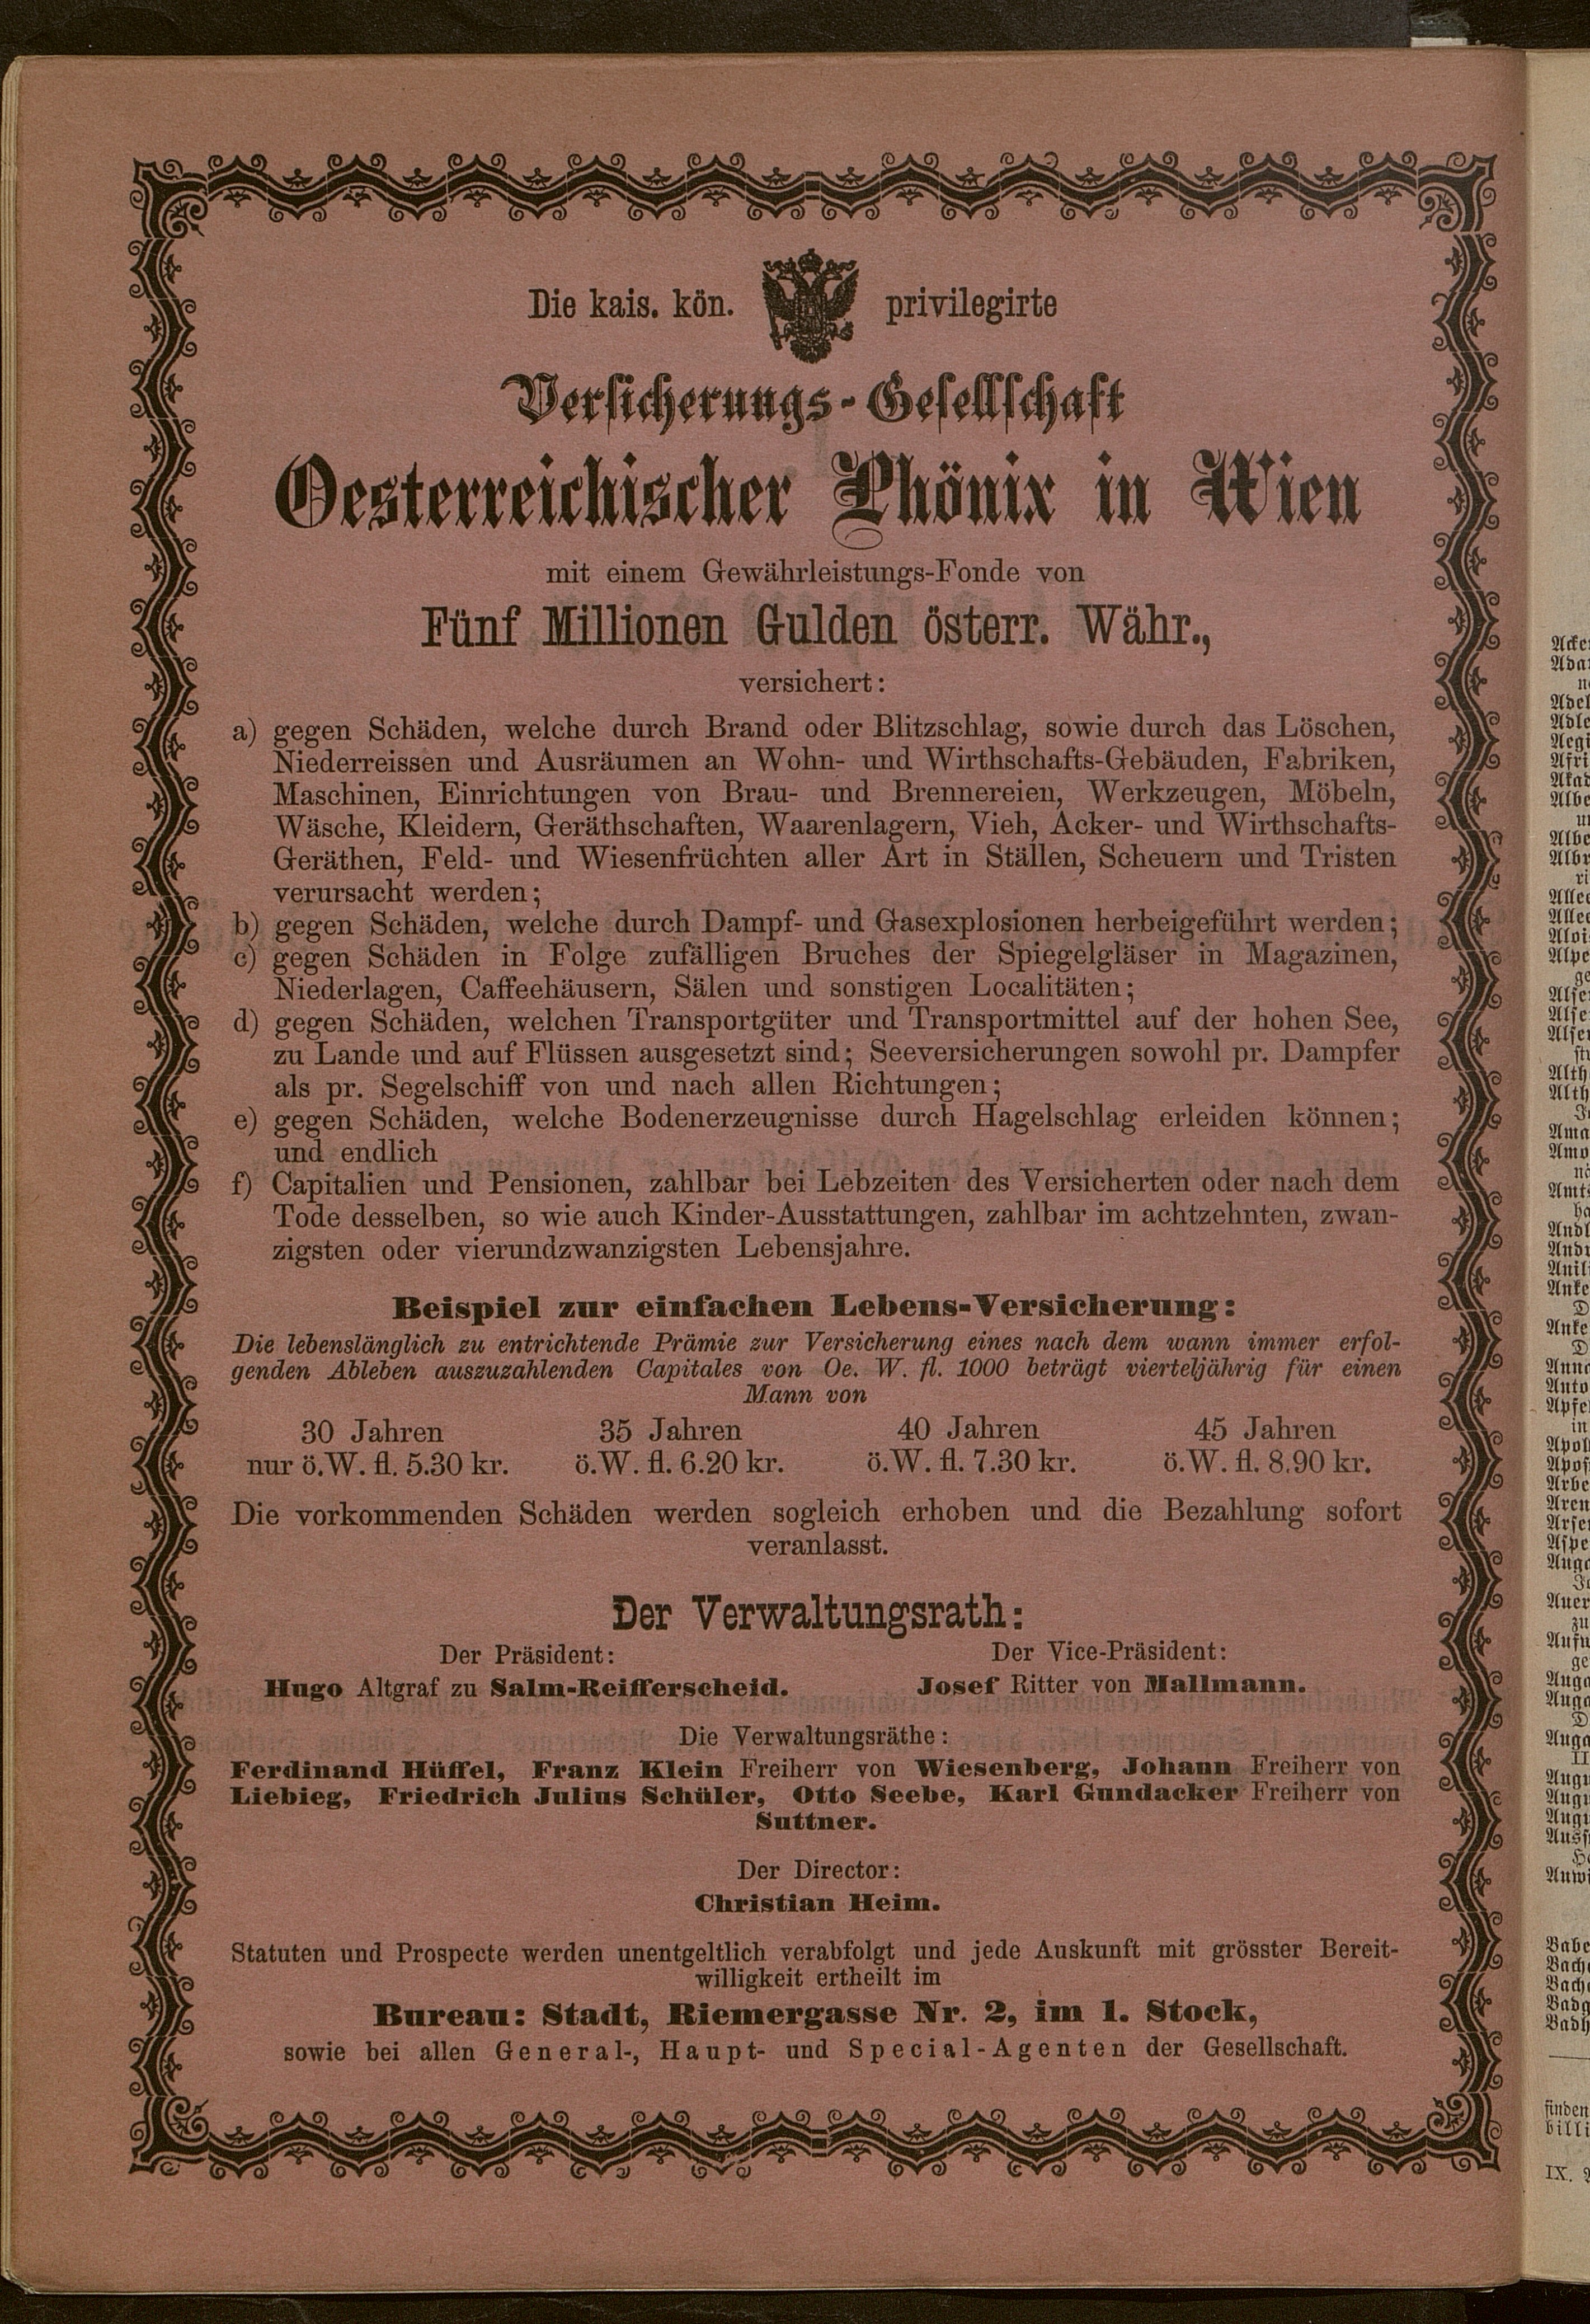 Die kais. kön. privilegirte
Versicherungs-Gesellschaft
Oesterreichischer Phönix in Wien
mit einem Gewährleistungs-Fonde von
Fünf Millionen Gulden österr. Währ.,
versichert:
a) gegen Schäden, welche durch Brand oder Blitzschlag, sowie durch das Löschen,
Niederreissen und Ausräumen an Wohn- und Wirthschafts-Gebäuden, Fabriken,
Maschinen, Einrichtungen von Brau- und Brennereien, Werkzeugen, Möbeln,
Wäsche, Kleidern, Geräthschaften, Waarenlagern, Vieh, Acker- und Wirthschafts-
Geräthen, Feld- und Wiesenfrüchten aller Art in Ställen, Scheuern und Tristen
verursacht werden;
b) gegen Schäden, welche durch Dampf- und Gasexplosionen herbeigeführt werden;
c) gegen Schäden in Folge zufälligen Bruches der Spiegelgläser in Magazinen,
Niederlagen, Caffeehäusern, Sälen und sonstigen Localitäten;
d) gegen Schäden, welchen Transportgüter und Transportmittel auf der hohen See,
zu Lande und auf Flüssen ausgesetzt sind; Seeversicherungen sowohl pr. Dampfer
als pr. Segelschiff von und nach allen Richtungen;
e) gegen Schäden, welche Bodenerzeugnisse durch Hagelschlag erleiden können;
und endlich
f) Capitalien und Pensionen, zahlbar bei Lebzeiten des Versicherten oder nach dem
Tode desselben, so wie auch Kinder-Ausstattungen, zahlbar im achtzehnten, zwan-
zigsten oder vierundzwanzigsten Lebensjahre.
Beispiel zur einfachen Lebens-Versicherung:
Die lebenslänglich zu entrichtende Prämie zur Versicherung eines nach dem wann immer erfol-
genden Ableben auszuzahlenden Capitales von Oe. W. fl. 1000 beträgt vierteljährig für einen
Mann von
30 Jahren 35 Jahren 40 Jahren 45 Jahren
nur ö.W. fl. 5.30 kr. ö.W. fl. 6.20 kr. ö.W. fl. 7.30 kr. ö.W. fl. 8.90 kr.
Die vorkommenden Schäden werden sogleich erhoben und die Bezahlung sofort
veranlasst.
Der Verwaltungsrath:
Der Präsident: Der Vice-Präsident:
Hugo Altgraf zu Salm-Reifferscheid. Josef Ritter von Mallmann.
Die Verwaltungsräthe:
Ferdinand Hüffel, Franz Klein Freiherr von Wiesenberg, Johann Freiherr von
Liebieg, Friedrich Julius Schüler, Otto Seebe, Karl Gundacker Freiherr von
Suttner.
Der Director:
Christian Heim.
Statuten und Prospecte werden unentgeltlich verabfolgt und jede Auskunft mit grösster Bereit-
willigkeit ertheilt im
Bureau: Stadt, Riemergasse Nr. 2, im 1. Stock,
sowie bei allen General-, Haupt- und Special-Agenten der Gesellschaft.